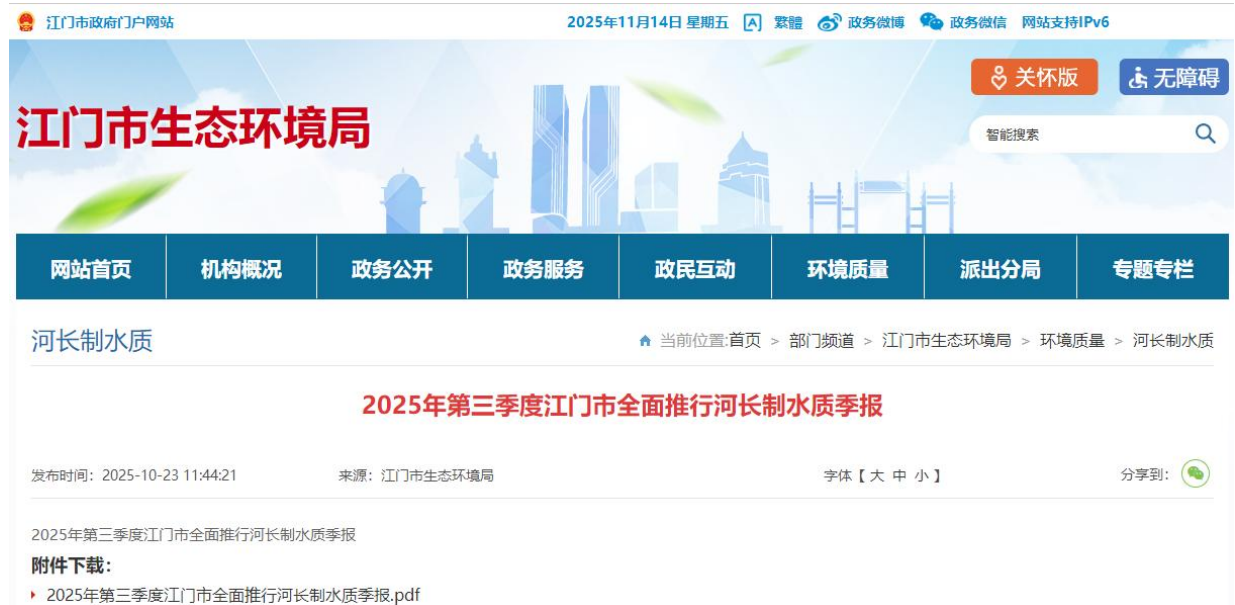 江门市政府门户网站 2025年11月14日 星期五 A 繁體 政务微博 政务微信 网站支持IPv6
关怀版 无障碍
江门市生态环境局
智能搜索
网站首页 机构概况 政务公开 政务服务 政民互动 环境质量 派出分局 专题专栏
河长制水质 当前位置:首页 > 部门频道 > 江门市生态环境局 > 环境质量 > 河长制水质
2025年第三季度江门市全面推行河长制水质季报
发布时间：2025-10-23 11:44:21 来源：江门市生态环境局 字体【 大 中 小 】 分享到：
2025年第三季度江门市全面推行河长制水质季报
附件下载：
2025年第三季度江门市全面推行河长制水质季报.pdf